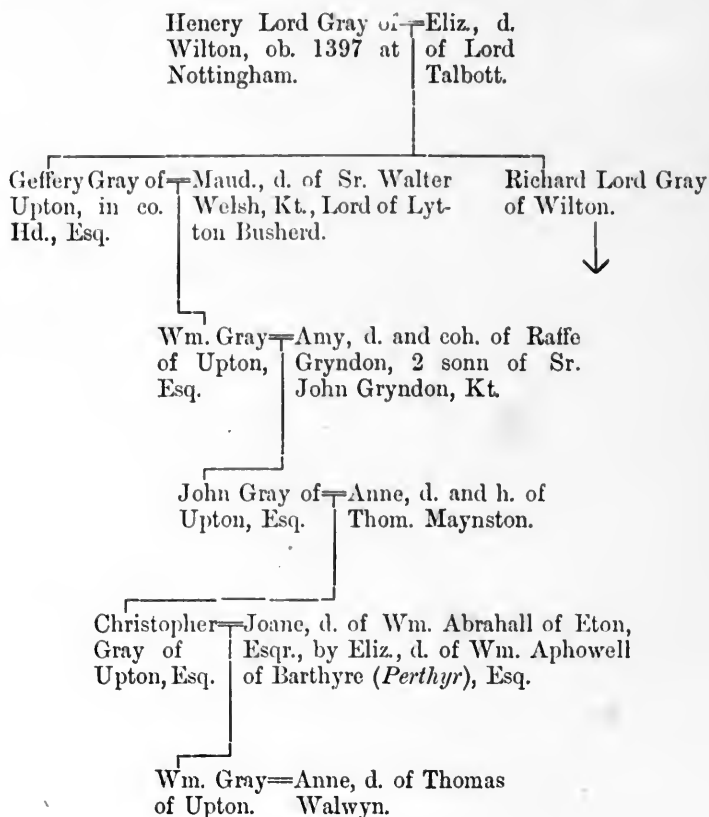 Henery Lord Gray of
Wilton, ob. 1397 at
Nottingham.
Eliz., d.
of Lord
Talbott.
Geffery Gray of
Upton, in co.
Hd., Esq.
Maud., d. of Sr. Walter
Welsh, Kt., Lord of Lyt-
ton Busherd.
Richard Lord Gray
of Wilton.
Wm. Gray
of Upton,
Esq.
Amy, d. and coh. of Raffe
Gryndon, 2 sonn of Sr.
John Gryndon, Kt.
John Gray of
Upton, Esq.
Anne, d. and h. of
Thom. Maynston.
Christopher
Gray of
Upton, Esq.
Joane, d. of Wm. Abrahall of Eton,
Esqr., by Eliz., d. of Wm. Aphowell
of Barthyre (Perthyr), Esq.
Wm. Gray
of Upton.
Anne, d. of Thomas
Walwyn.